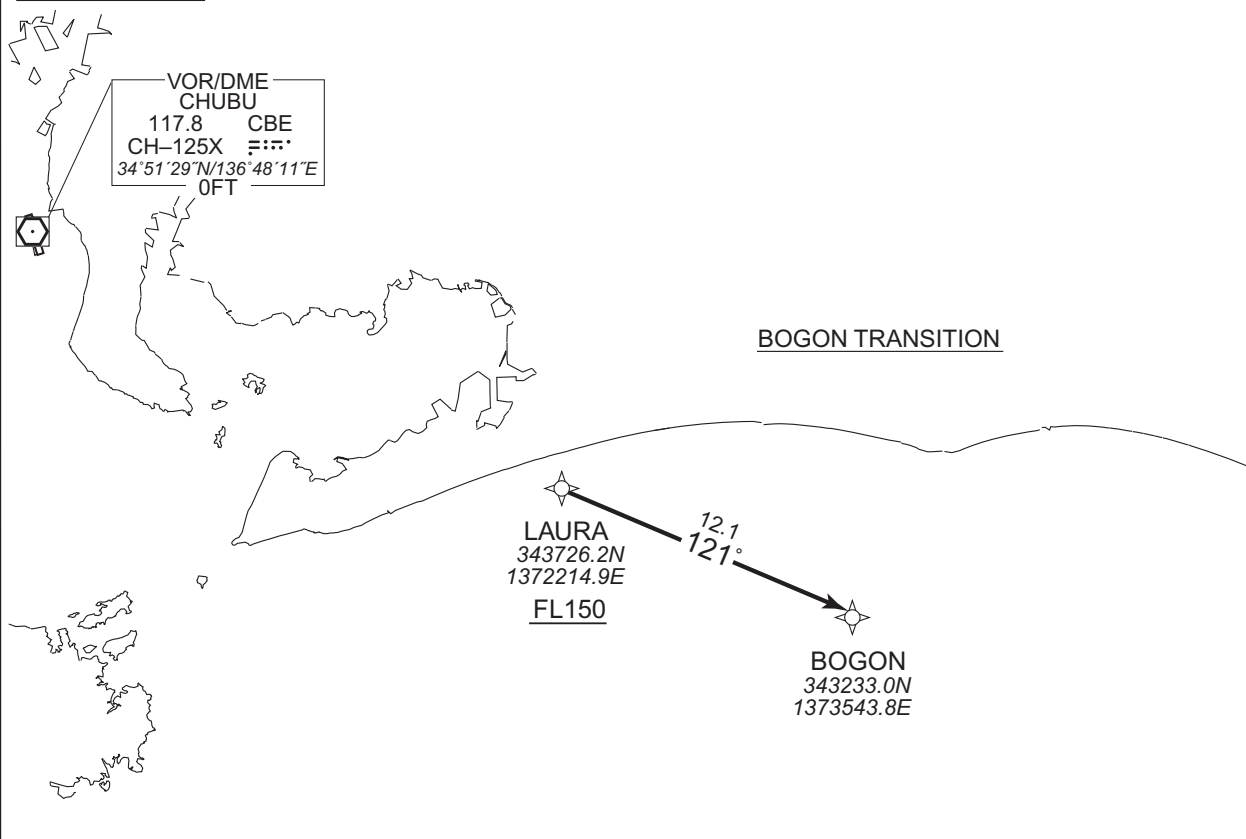 VOR/DME
CHUBU
117.8 CBE
CH–125X
34°51´29˝N/136°48´11˝E
0FT
BOGON TRANSITION
LAURA
343726.2N
1372214.9E
FL150
12.1
121°
BOGON
343233.0N
1373543.8E